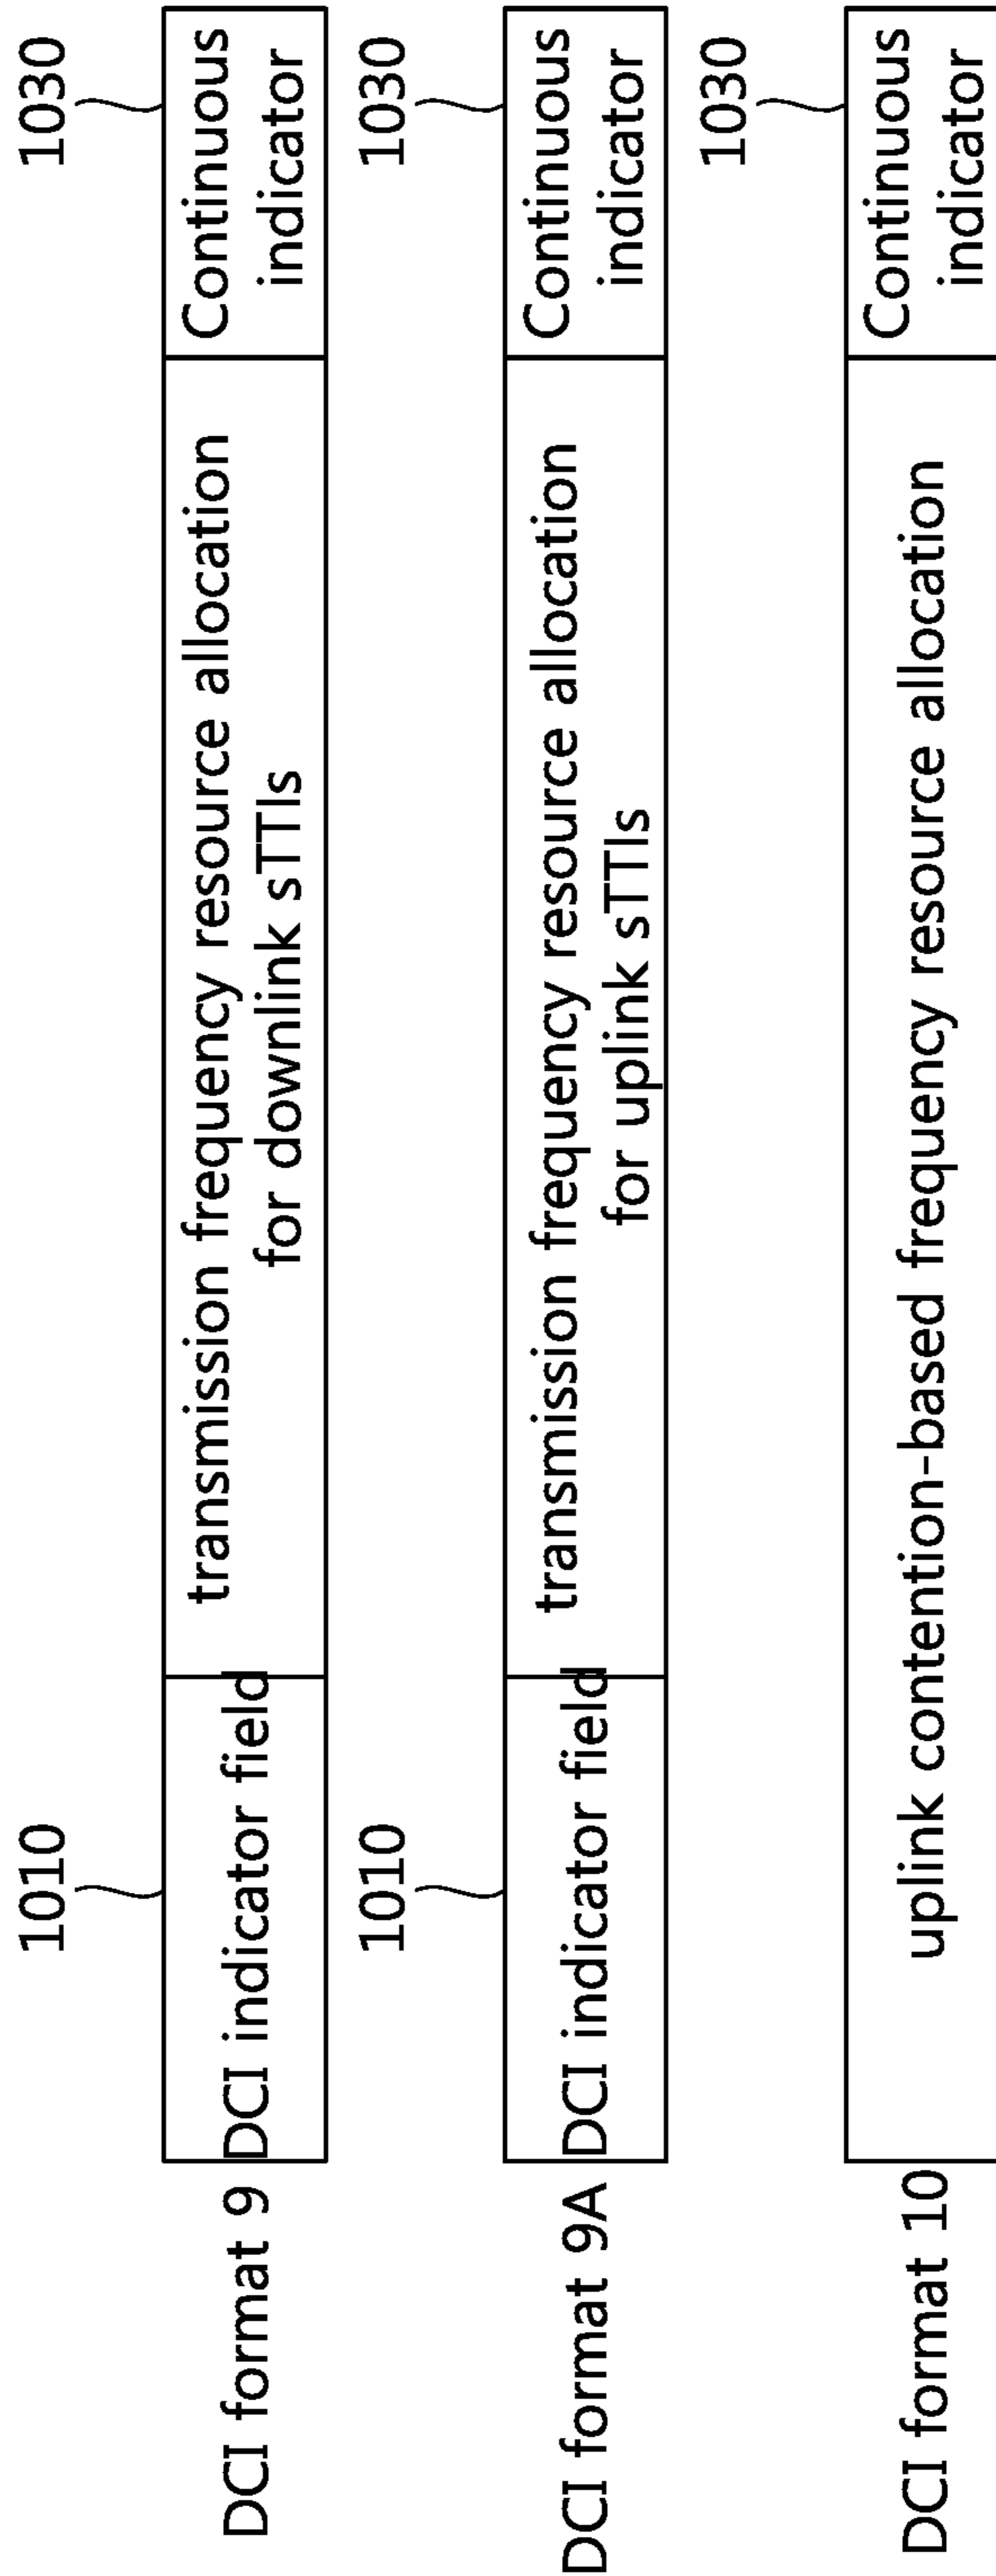 1010
1030
DCI format 9
DCI indicator field
transmission frequency resource allocation
for downlink sTTIs
Continuous
indicator
1010
1030
DCI format 9A
DCI indicator field
transmission frequency resource allocation
for uplink sTTIs
Continuous
indicator
1030
DCI format 10
uplink contention-based frequency resource allocation
Continuous
indicator